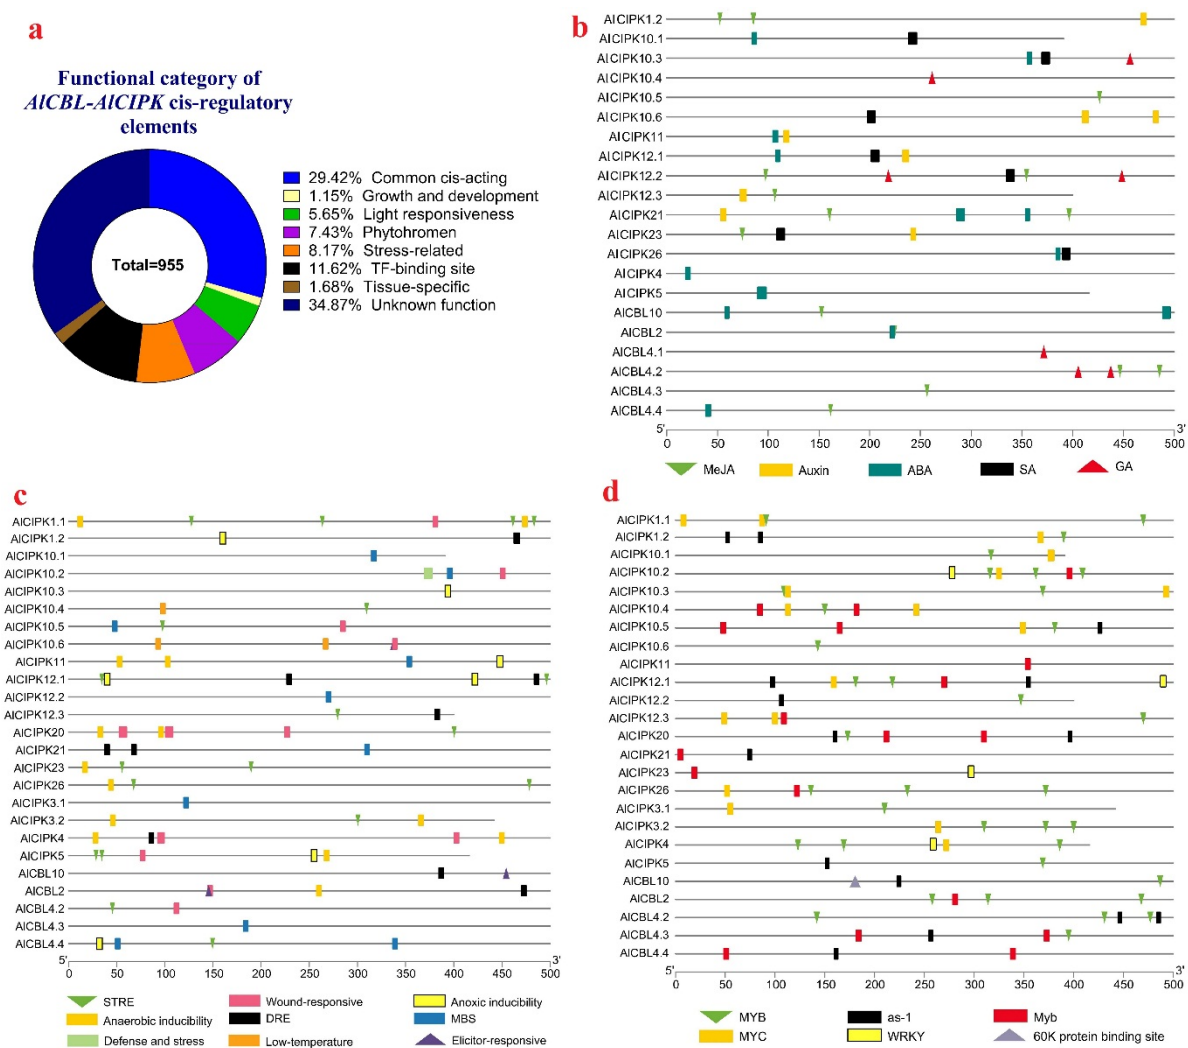 a
Functional category of
AlCBL-AlCIPK cis-regulatory
elements
Total=955
29.42% Common cis-acting
1.15% Growth and development
5.65% Light responsiveness
7.43% Phytohromen
8.17% Stress-related
11.62% TF-binding site
1.68% Tissue-specific
34.87% Unknown function
b
AlCIPK1.2
AlCIPK10.1
AlCIPK10.3
AlCIPK10.4
AlCIPK10.5
AlCIPK10.6
AlCIPK11
AlCIPK12.1
AlCIPK12.2
AlCIPK12.3
AlCIPK21
AlCIPK23
AlCIPK26
AlCIPK4
AlCIPK5
AlCBL10
AlCBL2
AlCBL4.1
AlCBL4.2
AlCBL4.3
AlCBL4.4
5' 3'
0 50 100 150 200 250 300 350 400 450 500
MeJA Auxin ABA SA GA
c
AlCIPK1.1
AlCIPK1.2
AlCIPK10.1
AlCIPK10.2
AlCIPK10.3
AlCIPK10.4
AlCIPK10.5
AlCIPK10.6
AlCIPK11
AlCIPK12.1
AlCIPK12.2
AlCIPK12.3
AlCIPK20
AlCIPK21
AlCIPK23
AlCIPK26
AlCIPK3.1
AlCIPK3.2
AlCIPK4
AlCIPK5
AlCBL10
AlCBL2
AlCBL4.2
AlCBL4.3
AlCBL4.4
5' 3'
0 50 100 150 200 250 300 350 400 450 500
STRE Wound-responsive Anoxic inducibility
Anaerobic inducibility DRE MBS
Defense and stress Low-temperature Elicitor-responsive
d
AlCIPK1.1
AlCIPK1.2
AlCIPK10.1
AlCIPK10.2
AlCIPK10.3
AlCIPK10.4
AlCIPK10.5
AlCIPK10.6
AlCIPK11
AlCIPK12.1
AlCIPK12.2
AlCIPK12.3
AlCIPK20
AlCIPK21
AlCIPK23
AlCIPK26
AlCIPK3.1
AlCIPK3.2
AlCIPK4
AlCIPK5
AlCBL10
AlCBL2
AlCBL4.2
AlCBL4.3
AlCBL4.4
5' 3'
0 50 100 150 200 250 300 350 400 450 500
MYB as-1 Myb
MYC WRKY 60K protein binding site